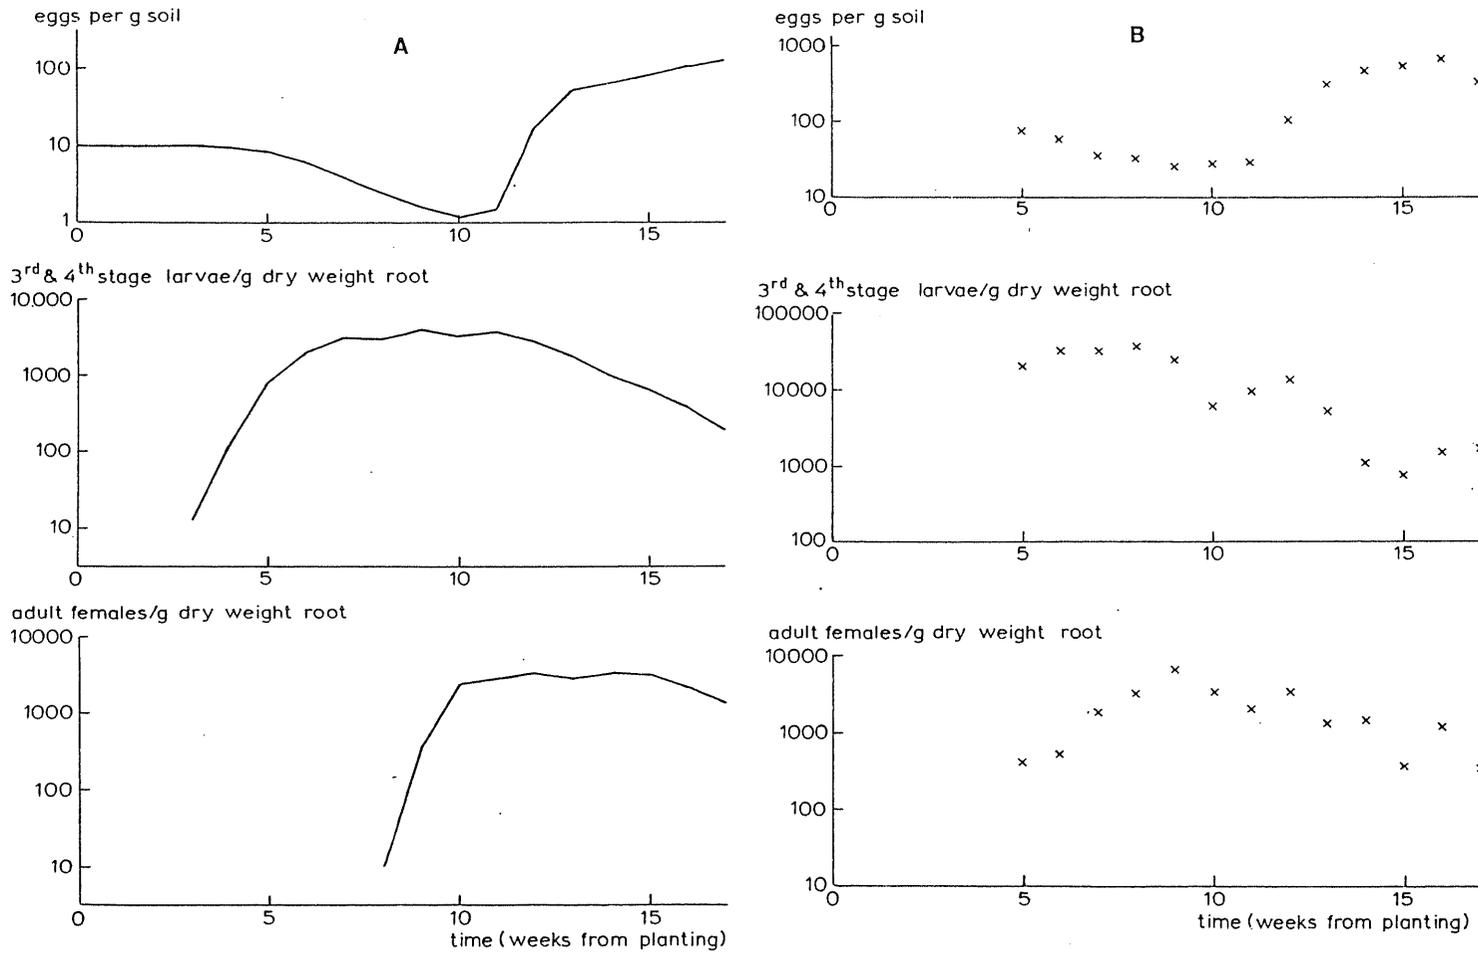 eggs per g soil
A
100
10
1
0 5 10 15
3rd & 4th stage larvae/g dry weight root
10.000
1000
100
10
0 5 10 15
adult females/g dry weight root
10000
1000
100
10
0 5 10 15
time (weeks from planting)
eggs per g soil
B
1000
100
10
0 5 10 15
3rd & 4th stage larvae/g dry weight root
100000
10000
1000
100
0 5 10 15
adult females/g dry weight root
10000
1000
100
10
0 5 10 15
time (weeks from planting)